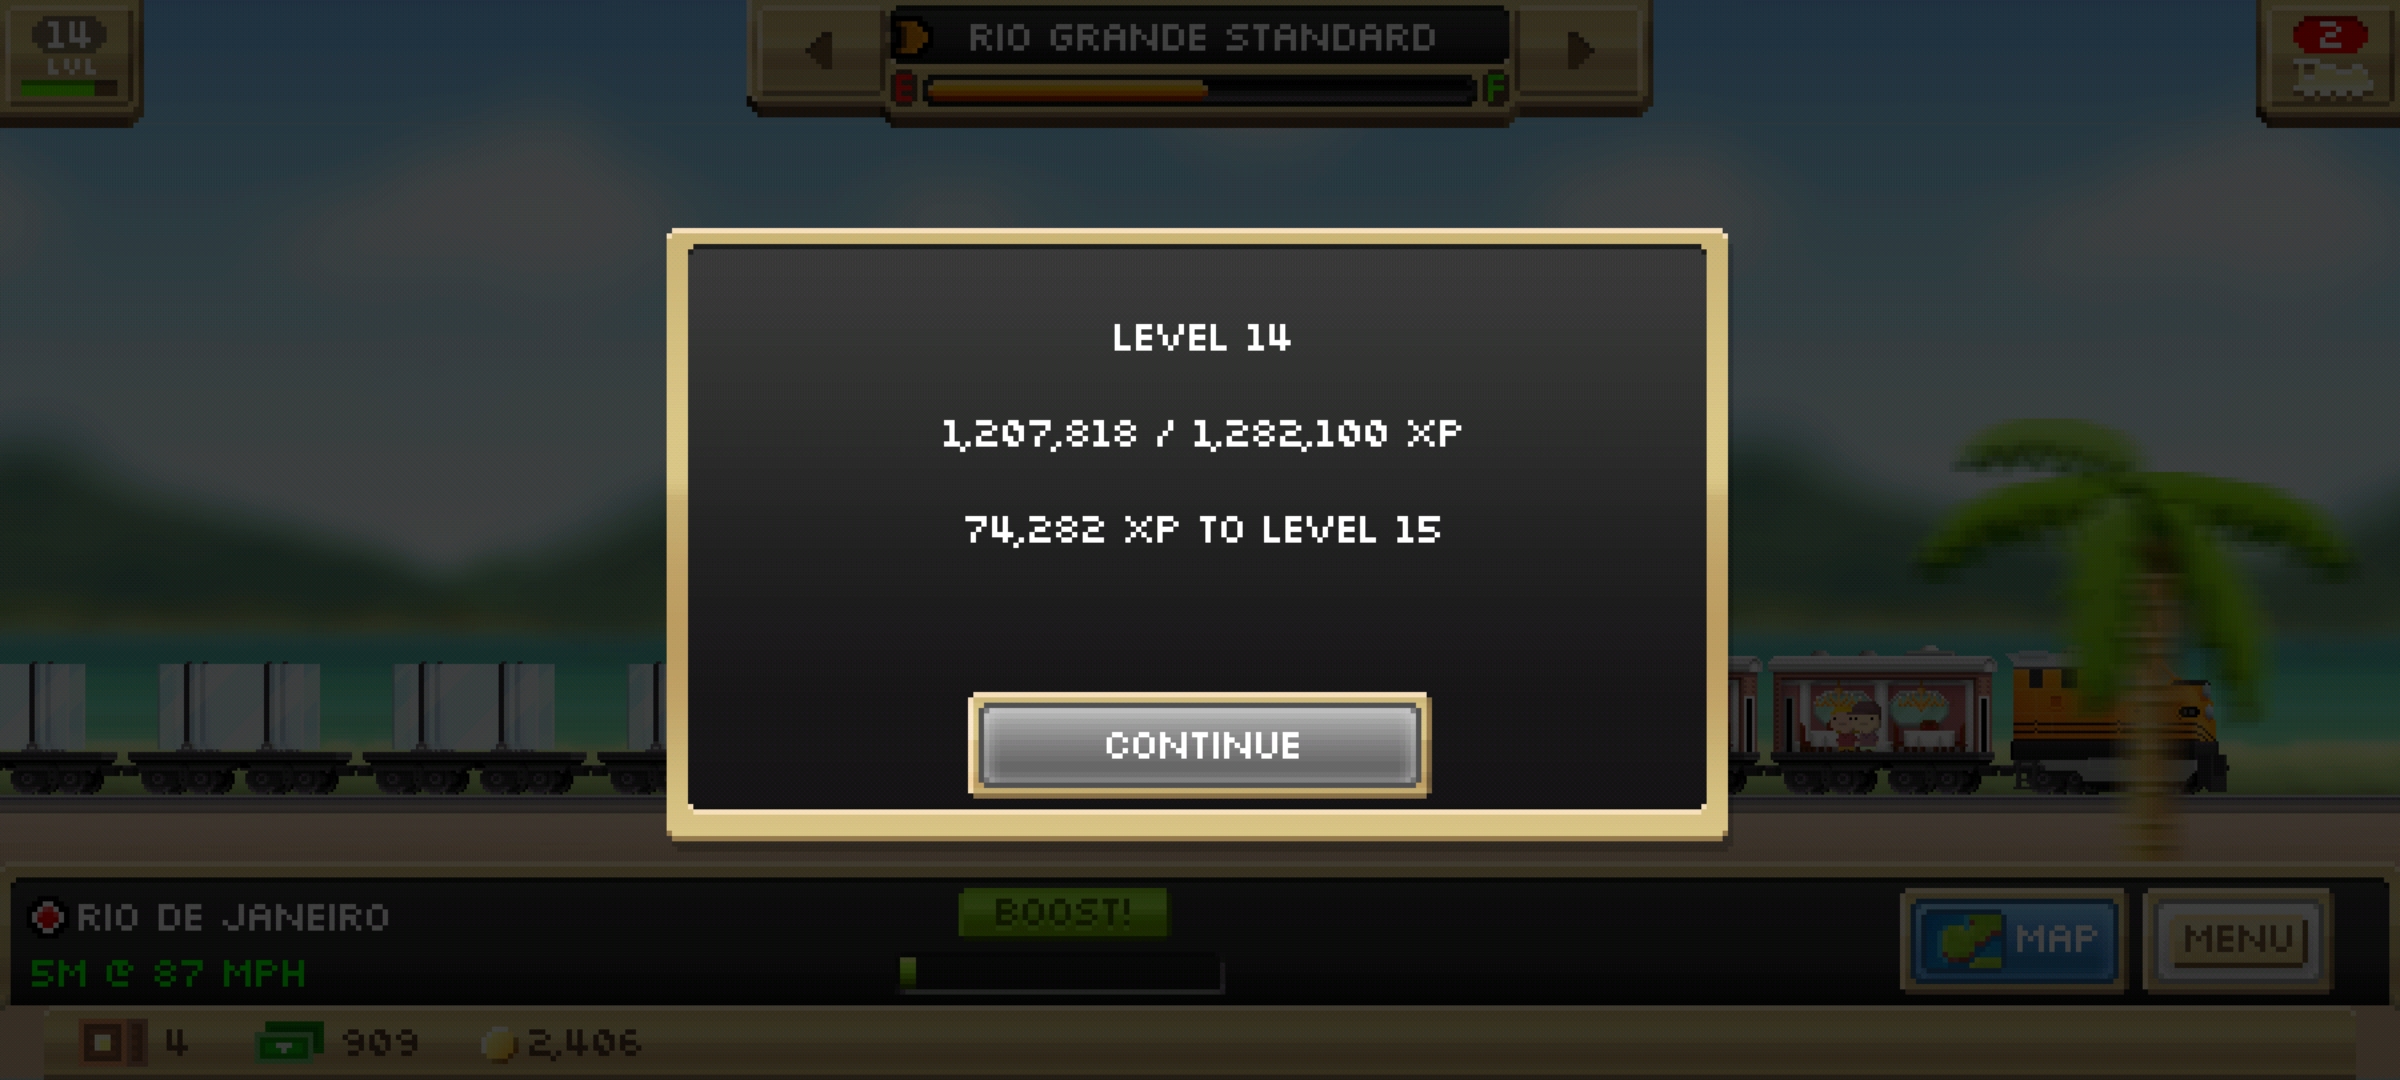 14
LVL
RIO GRANDE STANDARD
E F
2
LEVEL 14
1,207,818 / 1,282,100 XP
74,282 XP TO LEVEL 15
CONTINUE
RIO DE JANEIRO
5M @ 87 MPH
BOOST!
MAP
MENU
4 909 2,406